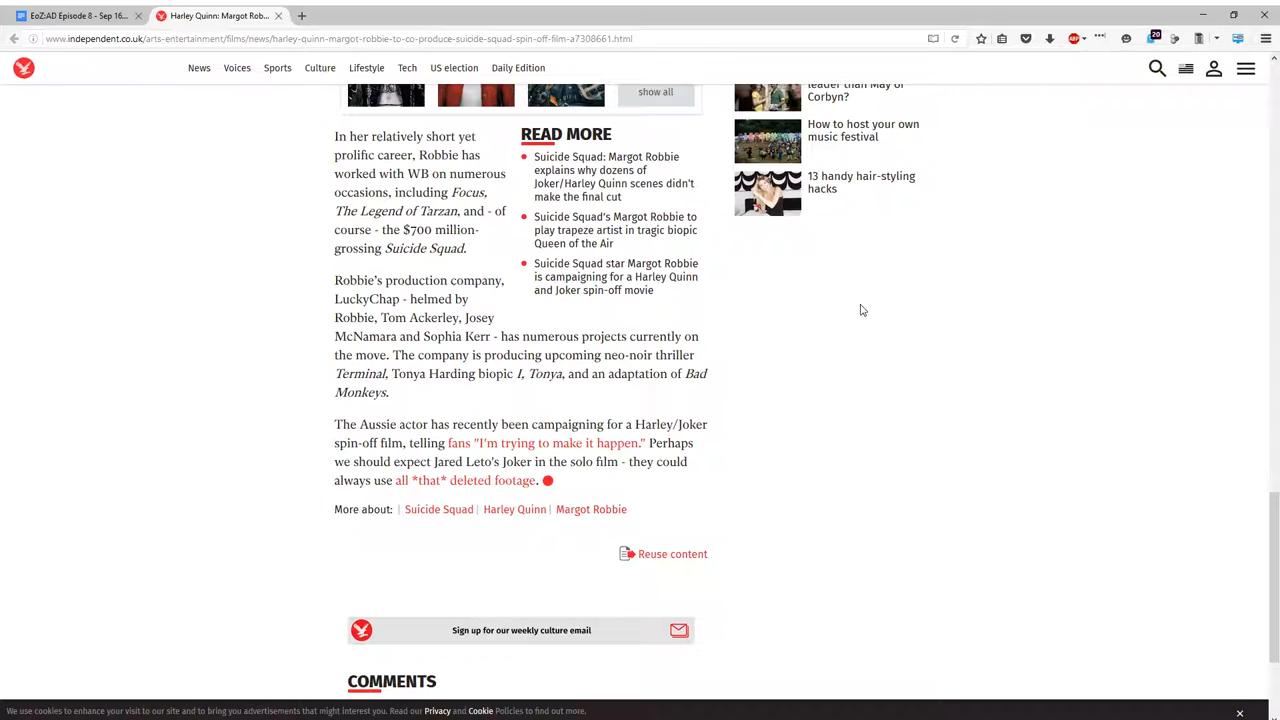 EoZ:AD Episode 8 - Sep 16...
Harley Quinn: Margot Rob...
www.independent.co.uk/arts-entertainment/films/news/harley-quinn-margot-robbie-to-co-produce-suicide-squad-spin-off-film-a7308661.html
ABP
20
News Voices Sports Culture Lifestyle Tech US election Daily Edition
show all
leader than May or
Corbyn?
How to host your own
music festival
13 handy hair-styling
hacks
In her relatively short yet
prolific career, Robbie has
worked with WB on numerous
occasions, including Focus,
The Legend of Tarzan, and - of
course - the $700 million-
grossing Suicide Squad.
READ MORE
Suicide Squad: Margot Robbie
explains why dozens of
Joker/Harley Quinn scenes didn't
make the final cut
Suicide Squad's Margot Robbie to
play trapeze artist in tragic biopic
Queen of the Air
Suicide Squad star Margot Robbie
is campaigning for a Harley Quinn
and Joker spin-off movie
Robbie's production company,
LuckyChap - helmed by
Robbie, Tom Ackerley, Josey
McNamara and Sophia Kerr - has numerous projects currently on
the move. The company is producing upcoming neo-noir thriller
Terminal, Tonya Harding biopic I, Tonya, and an adaptation of Bad
Monkeys.
The Aussie actor has recently been campaigning for a Harley/Joker
spin-off film, telling fans "I'm trying to make it happen." Perhaps
we should expect Jared Leto's Joker in the solo film - they could
always use all *that* deleted footage.
More about: | Suicide Squad | Harley Quinn | Margot Robbie
Reuse content
Sign up for our weekly culture email
COMMENTS
We use cookies to enhance your visit to our site and to bring you advertisements that might interest you. Read our Privacy and Cookie Policies to find out more.